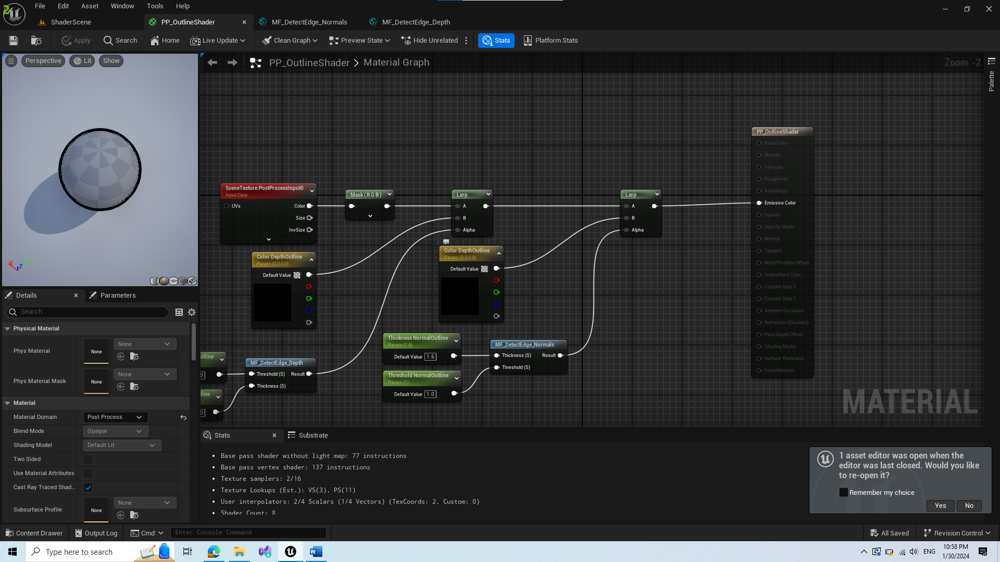 File Edit Asset Window Tools Help
ShaderScene
PP_OutlineShader
MF_DetectEdge_Normals
MF_DetectEdge_Depth
Apply
Search
Home
Live Update
Clean Graph
Preview State
Hide Unrelated
Stats
Platform Stats
Perspective
Lit
Show
PP_OutlineShader > Material Graph
Zoom -2
Palette
SceneTexture:PostProcessInput0
Input Data
UVs
Color
Size
InvSize
Mask ( R G B )
Lerp
A
B
Alpha
Lerp
A
B
Alpha
PP_OutlineShader
Base Color
Metallic
Specular
Roughness
Anisotropy
Emissive Color
Opacity
Opacity Mask
Normal
Tangent
World Position Offset
Subsurface Color
Custom Data 0
Custom Data 1
Ambient Occlusion
Refraction (Disabled)
Pixel Depth Offset
Shading Model
Surface Thickness
Front Material
Color DepthOutline
Param (0,0,0,0)
Default Value
Color DepthOutline
Param (0,0,0,0)
Default Value
Thickness NormalOutline
Param (1.6)
Default Value 1.6
Threshold NormalOutline
Param (1)
Default Value 1.0
MF_DetectEdge_Normals
Thickness (S)
Result
Threshold (S)
MF_DetectEdge_Depth
Threshold (S)
Result
Thickness (S)
MATERIAL
X
Y
Z
Details
Parameters
Search
Physical Material
Phys Material
None
None
Phys Material Mask
None
None
Material
Material Domain
Post Process
Blend Mode
Opaque
Shading Model
Default Lit
Two Sided
Use Material Attributes
Cast Ray Traced Shad...
Subsurface Profile
None
None
Stats
Substrate
Base pass shader without light map: 77 instructions
Base pass vertex shader: 137 instructions
Texture samplers: 2/16
Texture Lookups (Est.): VS(3), PS(11)
User interpolators: 2/4 Scalars (1/4 Vectors) (TexCoords: 2, Custom: 0)
Shader Count: 8
1 asset editor was open when the
editor was last closed. Would you like
to re-open it?
Remember my choice
Yes
No
Content Drawer
Output Log
Cmd
Enter Console Command
All Saved
Revision Control
Type here to search
ENG
10:58 PM
1/30/2024